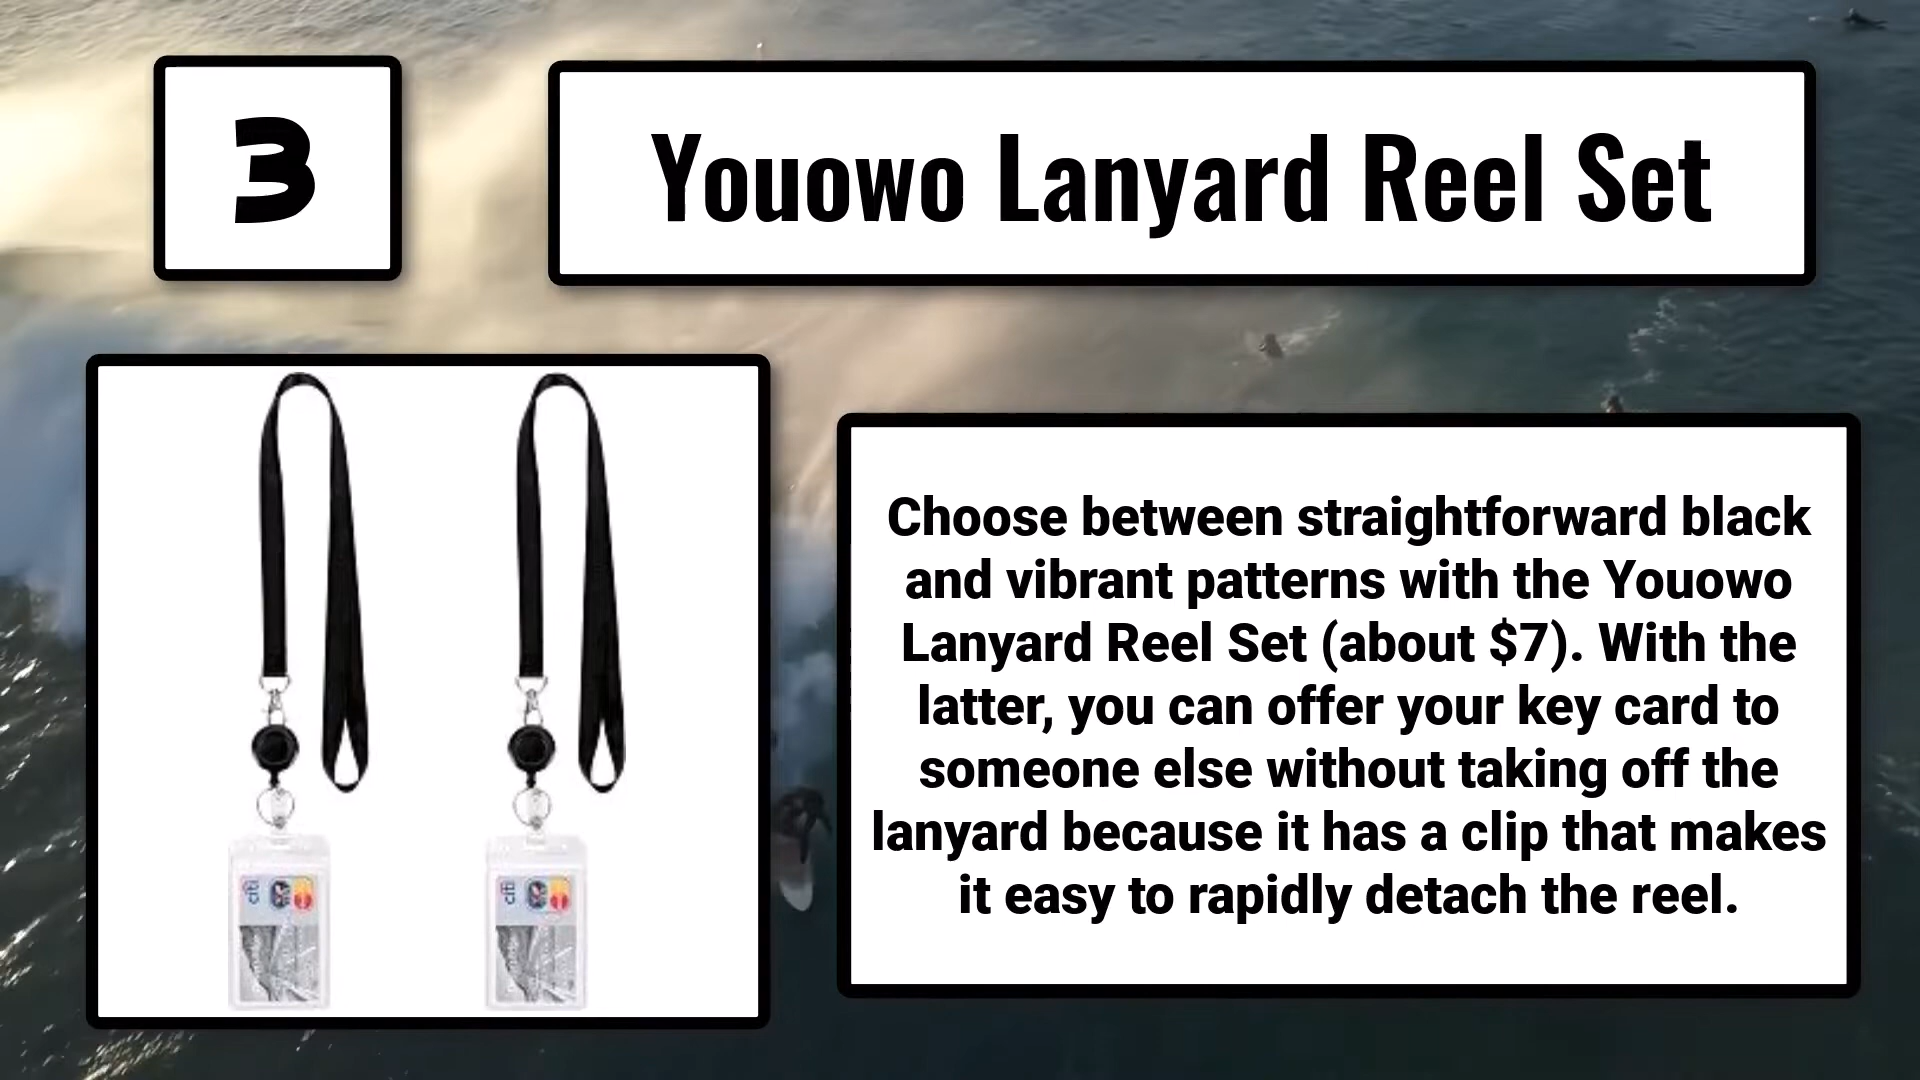 3
Youowo Lanyard Reel Set
Choose between straightforward black
and vibrant patterns with the Youowo
Lanyard Reel Set (about $7). With the
latter, you can offer your key card to
someone else without taking off the
lanyard because it has a clip that makes
it easy to rapidly detach the reel.
citi
citi